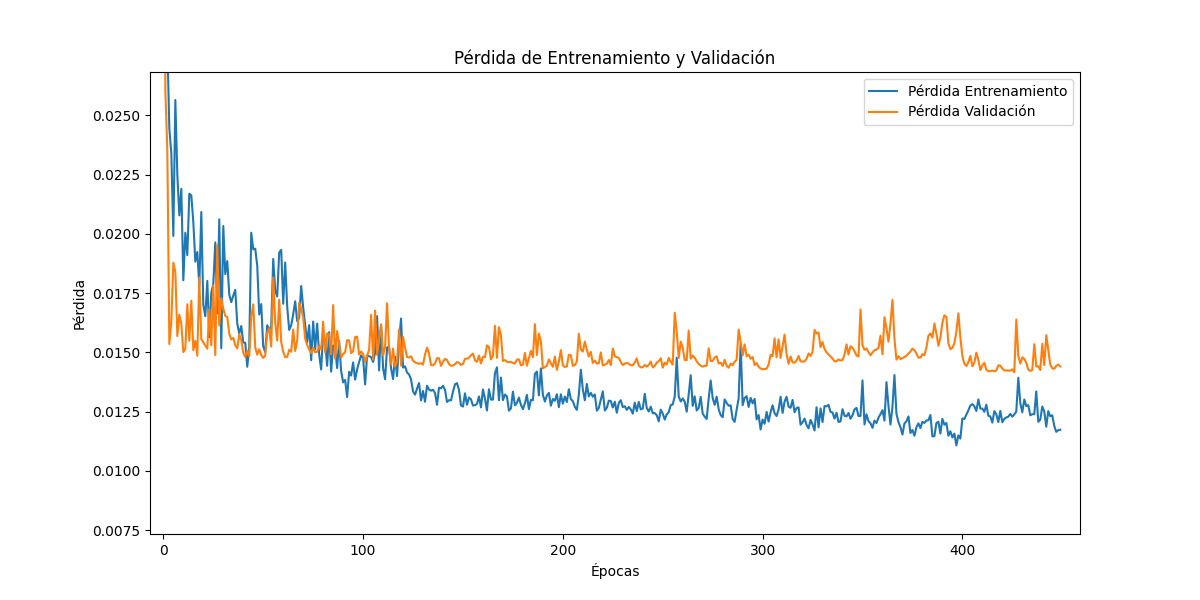 Pérdida de Entrenamiento y Validación
Pérdida Entrenamiento
Pérdida Validación
0.0250
0.0225
0.0200
0.0175
0.0150
0.0125
0.0100
0.0075
Pérdida
0 100 200 300 400
Épocas